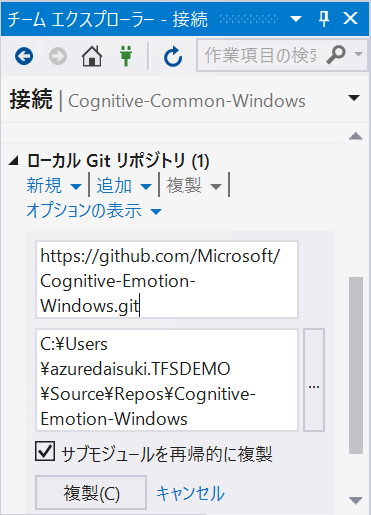 チーム エクスプローラー - 接続
作業項目の検索
接続 | Cognitive-Common-Windows
ローカル Git リポジトリ (1)
新規 | 追加 | 複製 |
オプションの表示
https://github.com/Microsoft/
Cognitive-Emotion-
Windows.git
C:¥Users
¥azuredaisuki.TFSDEMO
¥Source¥Repos¥Cognitive-
Emotion-Windows
...
サブモジュールを再帰的に複製
複製(C) キャンセル